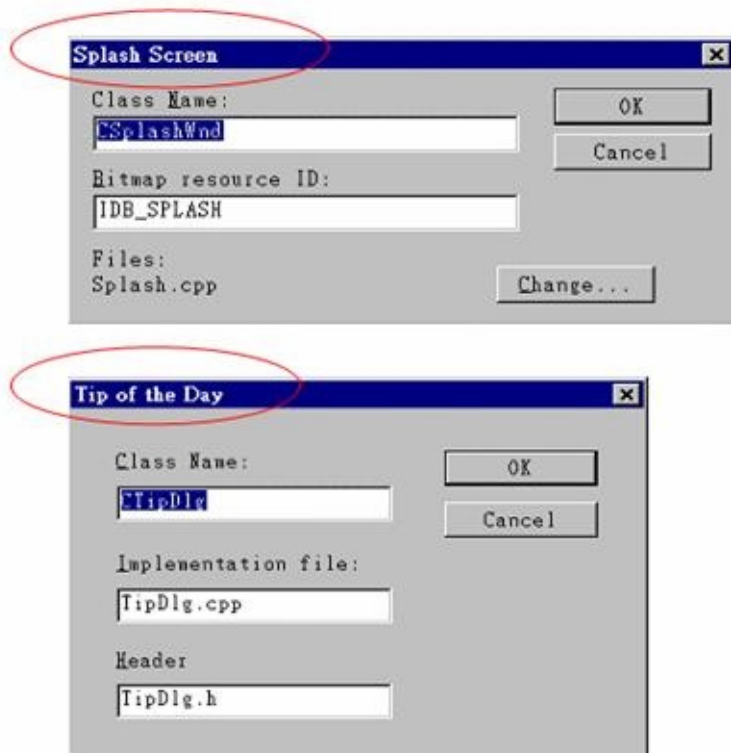 Splash Screen
Class Name:
CSplashWnd
OK
Cancel
Bitmap resource ID:
IDB_SPLASH
Files:
Splash.cpp
Change...
Tip of the Day
Class Name:
CTipDlg
OK
Cancel
Implementation file:
TipDlg.cpp
Header
TipDlg.h